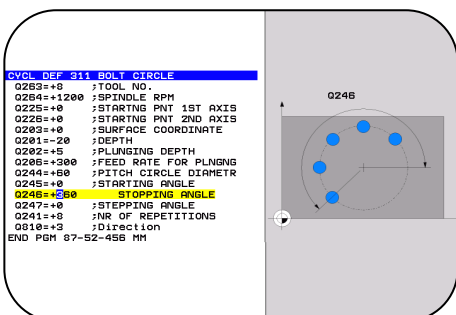 CYCL DEF 311 BOLT CIRCLE
Q263=+8 ;TOOL NO.
Q264=+1200 ;SPINDLE RPM
Q225=+0 ;STARTNG PNT 1ST AXIS
Q226=+0 ;STARTNG PNT 2ND AXIS
Q203=+0 ;SURFACE COORDINATE
Q201=-20 ;DEPTH
Q202=+5 ;PLUNGING DEPTH
Q206=+300 ;FEED RATE FOR PLNGNG
Q244=+60 ;PITCH CIRCLE DIAMETR
Q245=+0 ;STARTING ANGLE
Q246=+360 STOPPING ANGLE
Q247=+0 ;STEPPING ANGLE
Q241=+8 ;NR OF REPETITIONS
Q810=+3 ;Direction
END PGM 87-52-456 MM
Q246